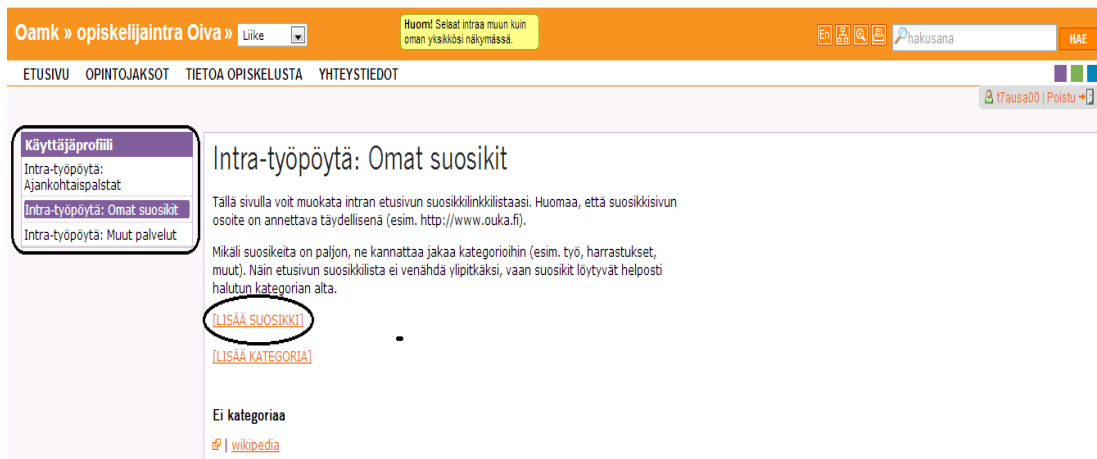 Oamk » opiskelijaintra Oiva » Liike
Huom! Selaat intraa muun kuin
oman yksikkösi näkymässä.
En
hakusana
HAE
ETUSIVU OPINTOJAKSOT TIETOA OPISKELUSTA YHTEYSTIEDOT
t7ausa00 | Poistu
Käyttäjäprofiili
Intra-työpöytä:
Ajankohtaispalstat
Intra-työpöytä: Omat suosikit
Intra-työpöytä: Muut palvelut
Intra-työpöytä: Omat suosikit
Tällä sivulla voit muokata intran etusivun suosikkilinkkilistaasi. Huomaa, että suosikkisivun
osoite on annettava täydellisenä (esim. http://www.ouka.fi).
Mikäli suosikeita on paljon, ne kannattaa jakaa kategorioihin (esim. työ, harrastukset,
muut). Näin etusivun suosikkilista ei venähdä ylipitkäksi, vaan suosikit löytyvät helposti
halutun kategorian alta.
[LISÄÄ SUOSIKKI]
[LISÄÄ KATEGORIA]
Ei kategoriaa
| wikipedia